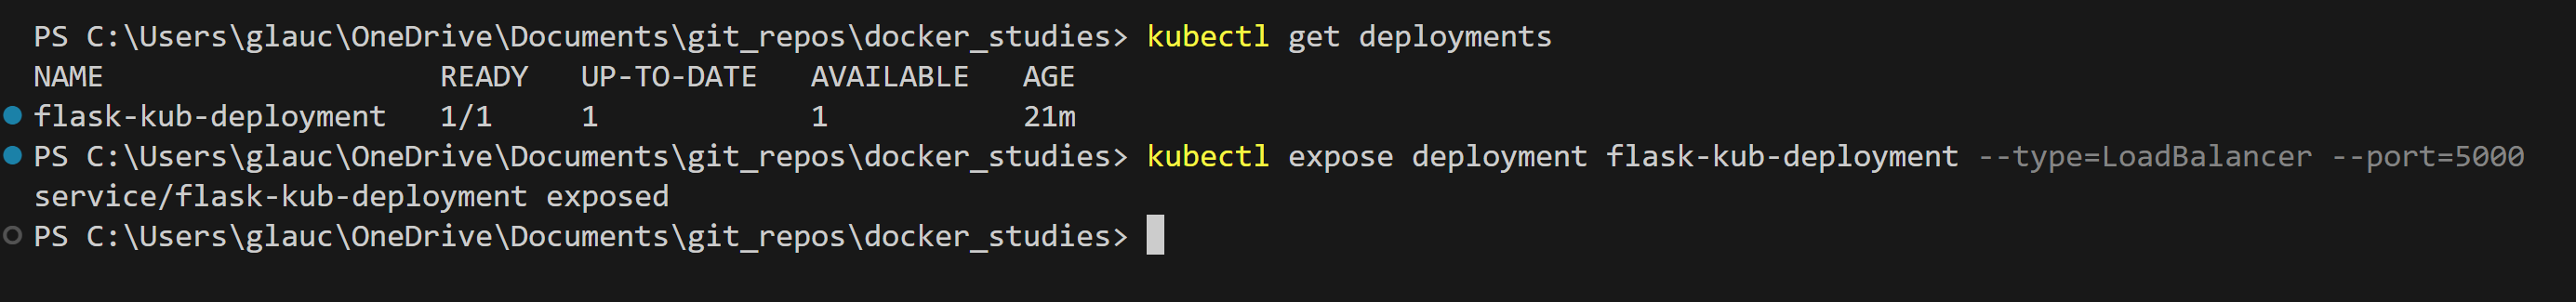 PS C:\Users\glauc\OneDrive\Documents\git_repos\docker_studies> kubectl get deployments
NAME                   READY   UP-TO-DATE   AVAILABLE   AGE
flask-kub-deployment   1/1     1            1           21m
PS C:\Users\glauc\OneDrive\Documents\git_repos\docker_studies> kubectl expose deployment flask-kub-deployment --type=LoadBalancer --port=5000
service/flask-kub-deployment exposed
PS C:\Users\glauc\OneDrive\Documents\git_repos\docker_studies>